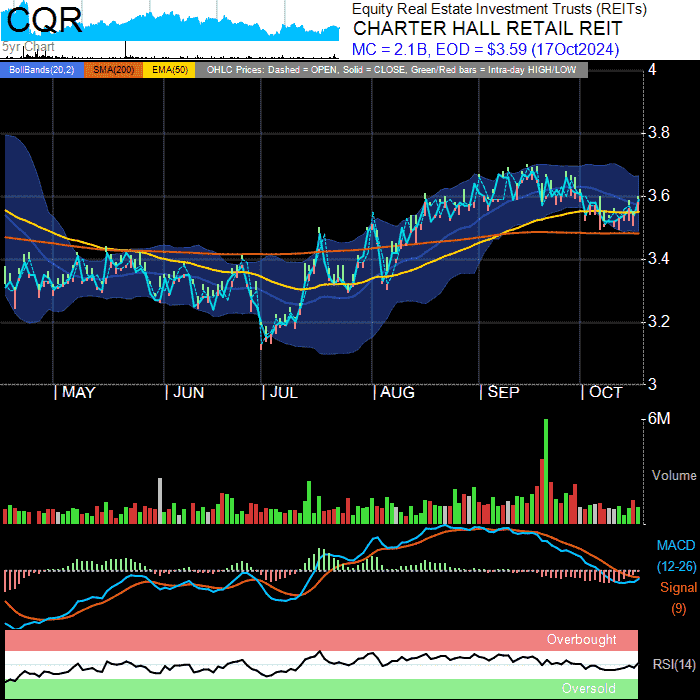 CQR
Equity Real Estate Investment Trusts (REITs)
CHARTER HALL RETAIL REIT
5yr Chart
MC = 2.1B, EOD = $3.59 (17Oct2024)
BollBands(20,2) SMA(200) EMA(50) OHLC Prices: Dashed = OPEN, Solid = CLOSE, Green/Red bars = Intra-day HIGH/LOW
4
3.8
3.6
3.4
3.2
3
MAY JUN JUL AUG SEP OCT
6M
Volume
MACD
(12-26)
Signal
(9)
Overbought
RSI(14)
Oversold